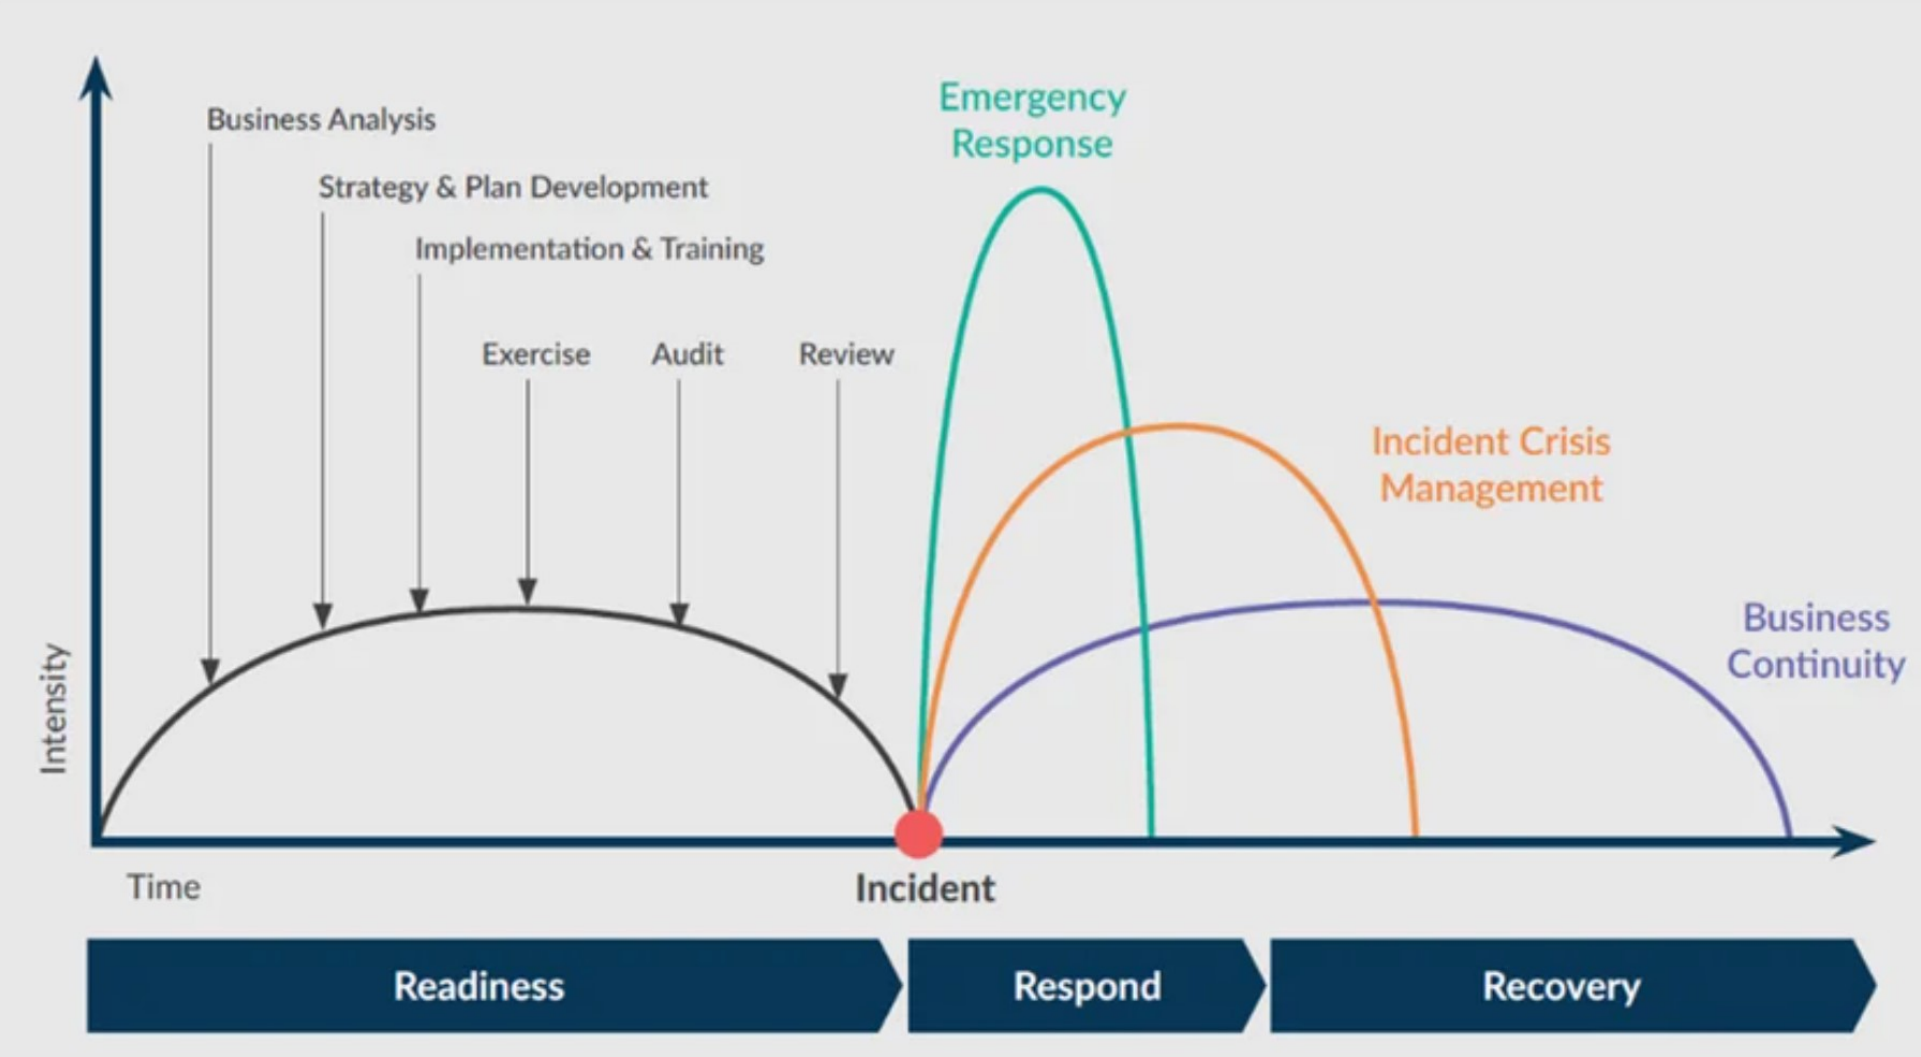 Business Analysis
Strategy & Plan Development
Implementation & Training
Exercise
Audit
Review
Emergency
Response
Incident Crisis
Management
Business
Continuity
Intensity
Time
Incident
Readiness
Respond
Recovery